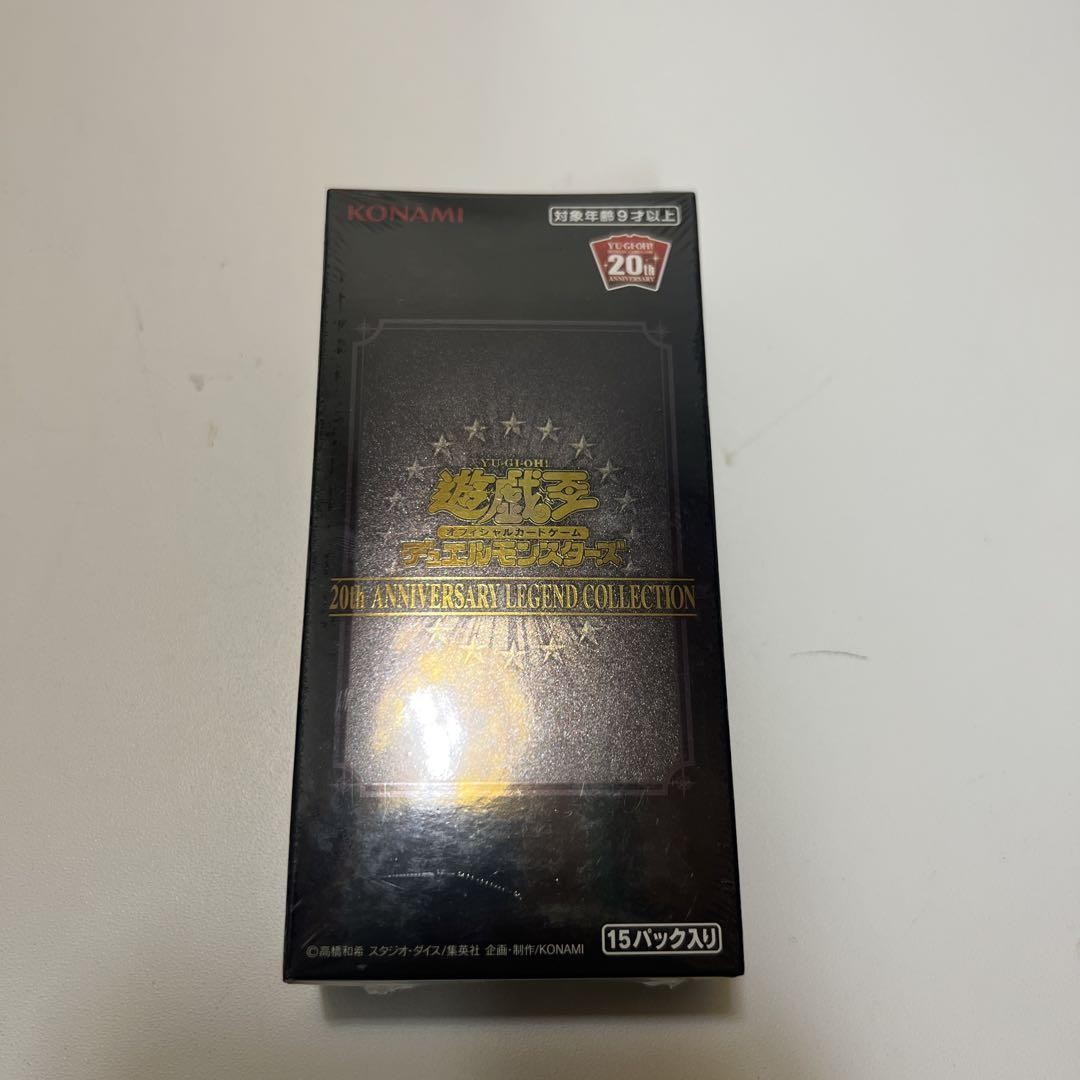 KONAMI
対象年齢9才以上
YU-GI-OH!
20th
ANNIVERSARY
YU-GI-OH!
遊戯王
オフィシャルカードゲーム
デュエルモンスターズ
20th ANNIVERSARY LEGEND COLLECTION
©高橋和希 スタジオ・ダイス/集英社 企画・制作/KONAMI
15パック入り